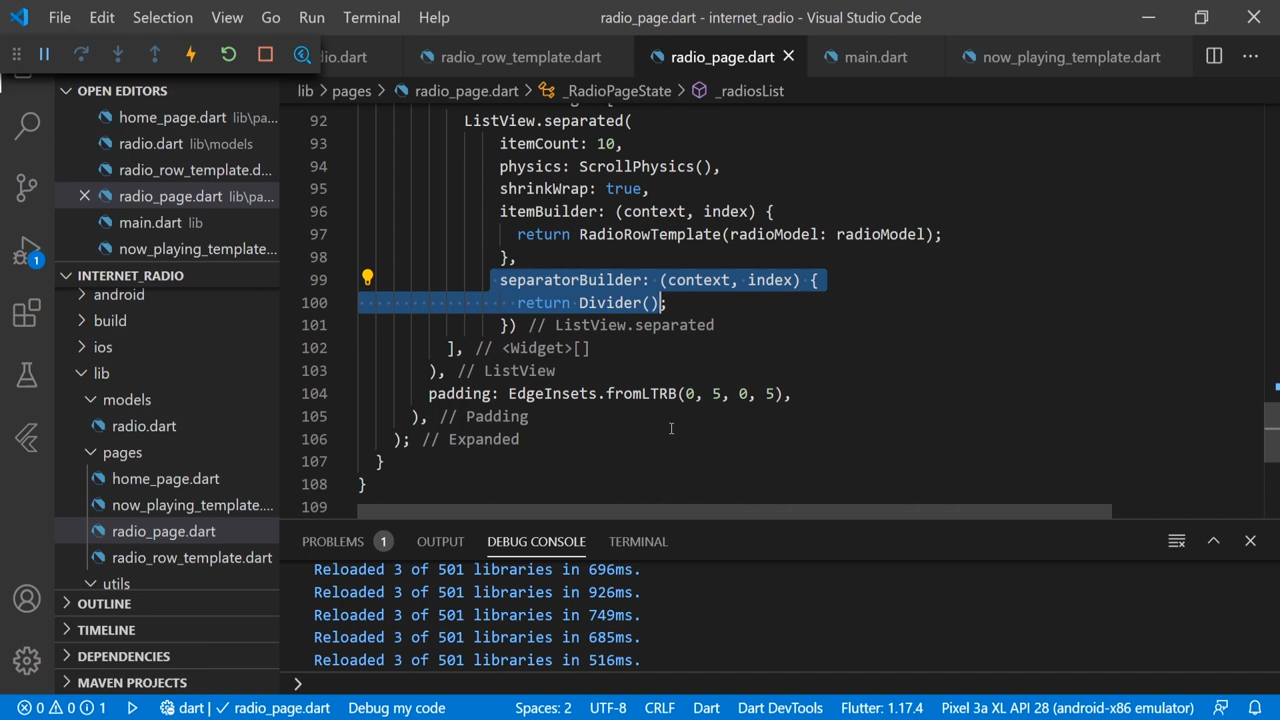 File Edit Selection View Go Run Terminal Help
radio_page.dart - internet_radio - Visual Studio Code
dio.dart
radio_row_template.dart
radio_page.dart
main.dart
now_playing_template.dart
lib > pages > radio_page.dart > _RadioPageState > _radiosList
OPEN EDITORS
home_page.dart lib\pa...
radio.dart lib\models
radio_row_template.d...
radio_page.dart lib\pa...
main.dart lib
now_playing_template...
INTERNET_RADIO
android
build
ios
lib
models
radio.dart
pages
home_page.dart
now_playing_template....
radio_page.dart
radio_row_template.dart
utils
OUTLINE
TIMELINE
DEPENDENCIES
MAVEN PROJECTS
1
92 ListView.separated(
93 itemCount: 10,
94 physics: ScrollPhysics(),
95 shrinkWrap: true,
96 itemBuilder: (context, index) {
97 return RadioRowTemplate(radioModel: radioModel);
98 },
99 separatorBuilder: (context, index) {
100 return Divider();
101 }) // ListView.separated
102 ], // <Widget>[]
103 ), // ListView
104 padding: EdgeInsets.fromLTRB(0, 5, 0, 5),
105 ), // Padding
106 ); // Expanded
107 }
108 }
109
PROBLEMS 1 OUTPUT DEBUG CONSOLE TERMINAL
Reloaded 3 of 501 libraries in 696ms.
Reloaded 3 of 501 libraries in 926ms.
Reloaded 3 of 501 libraries in 749ms.
Reloaded 3 of 501 libraries in 685ms.
Reloaded 3 of 501 libraries in 516ms.
>
0 0 1 dart | radio_page.dart Debug my code Spaces: 2 UTF-8 CRLF Dart Dart DevTools Flutter: 1.17.4 Pixel 3a XL API 28 (android-x86 emulator)